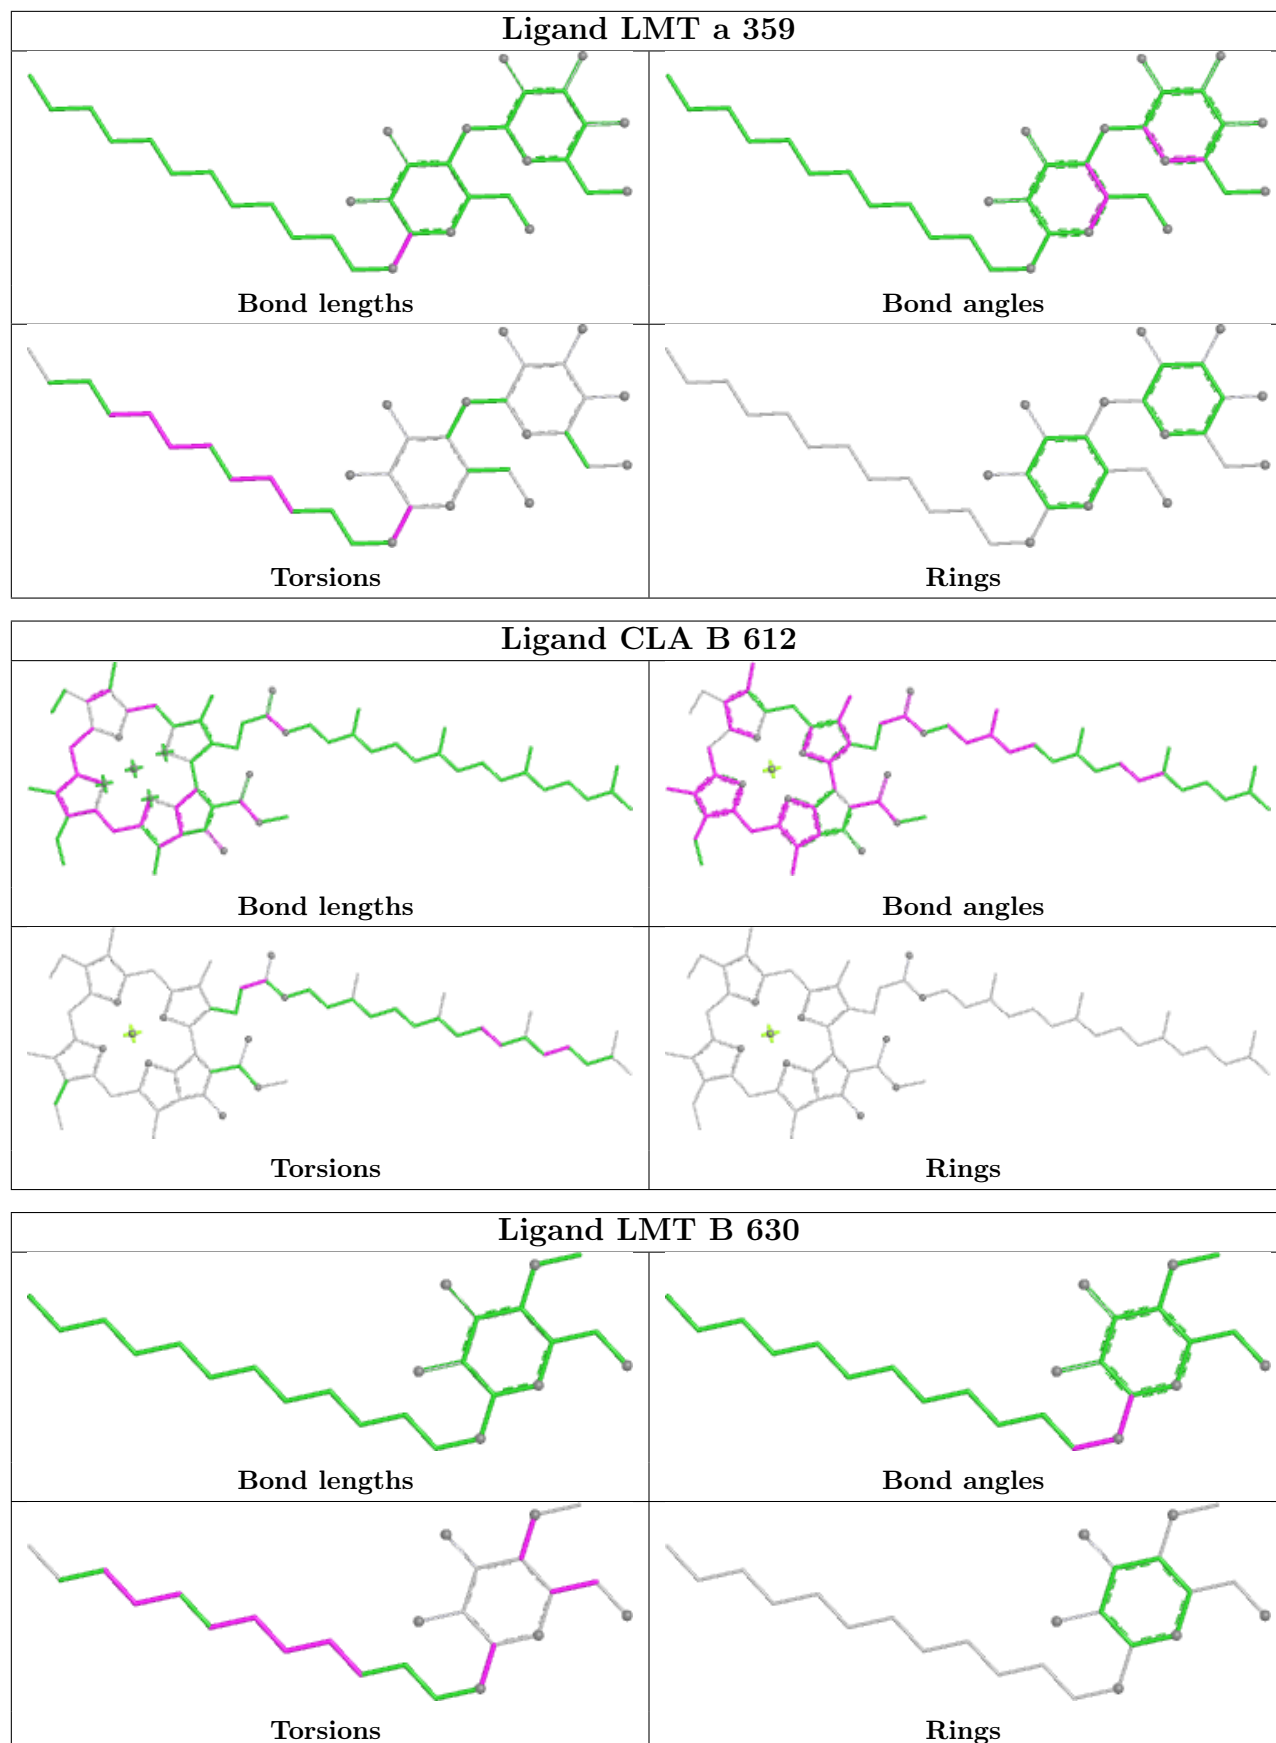 Ligand LMT a 359
Bond lengths
Bond angles
Torsions
Rings
Ligand CLA B 612
Bond lengths
Bond angles
Torsions
Rings
Ligand LMT B 630
Bond lengths
Bond angles
Torsions
Rings